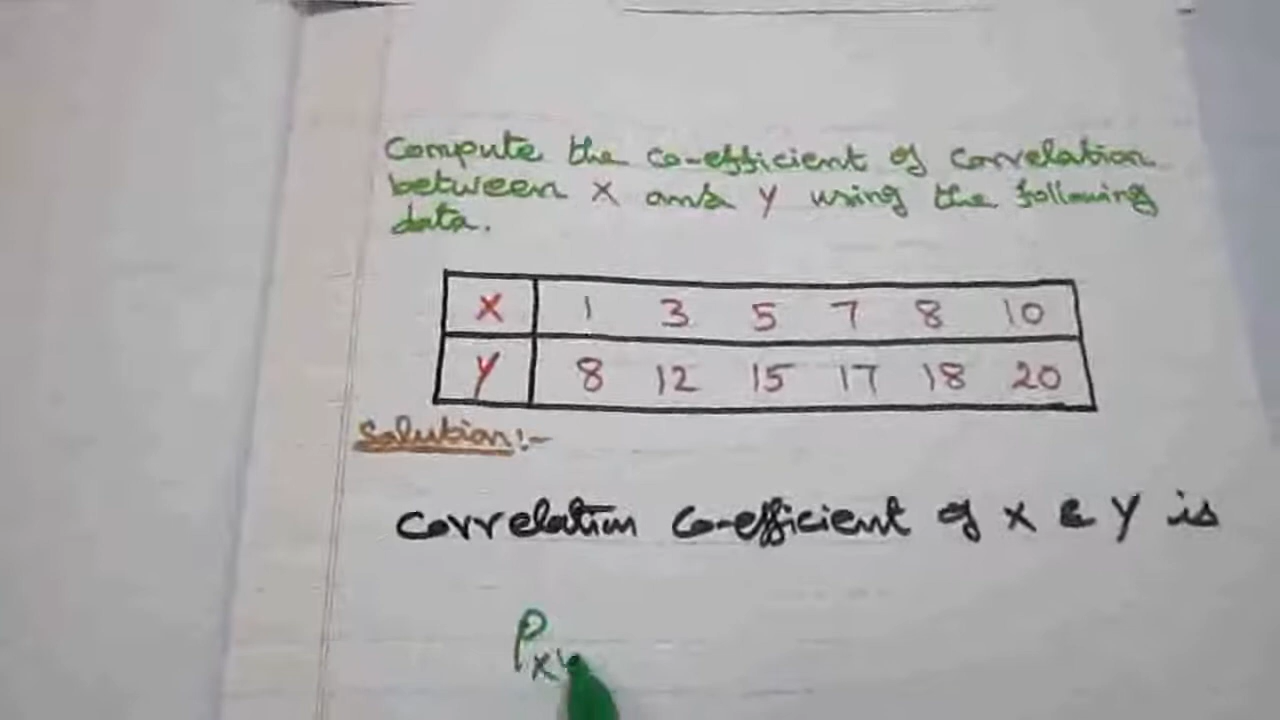 Compute the co-efficient of correlation
between X and Y using the following
data.
X 1 3 5 7 8 10
Y 8 12 15 17 18 20
Solution:-
Correlation co-efficient of X & Y is
ρxy